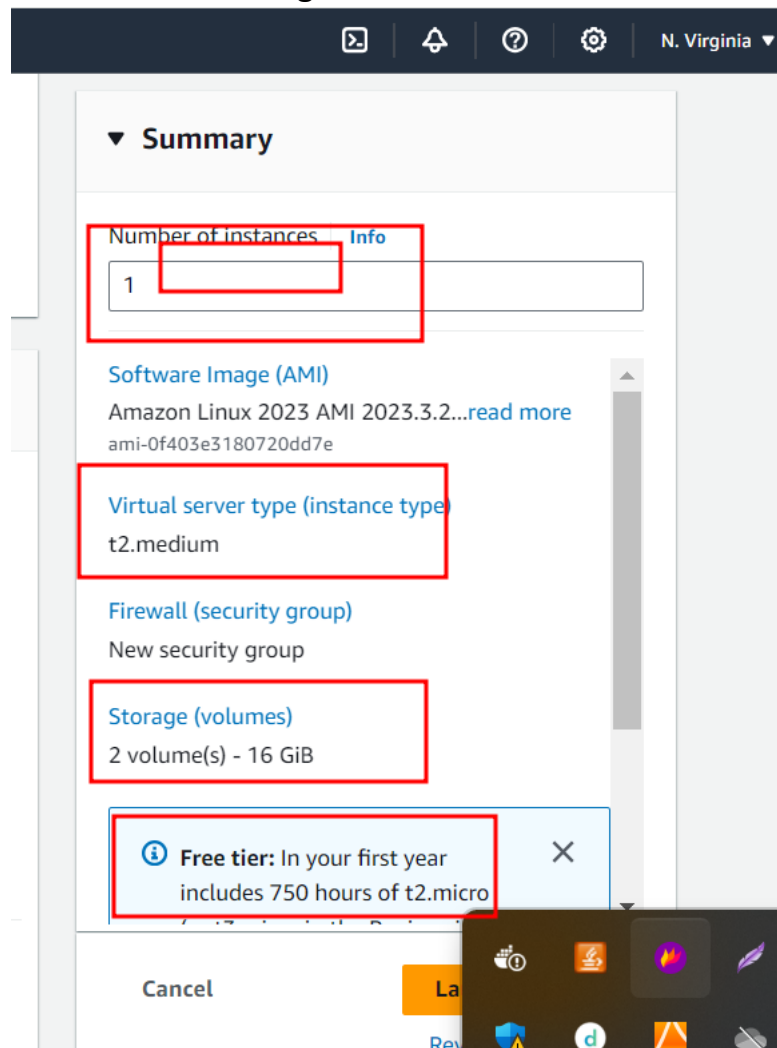 N. Virginia
Summary
Number of instances Info
1
Software Image (AMI)
Amazon Linux 2023 AMI 2023.3.2...read more
ami-0f403e3180720dd7e
Virtual server type (instance type)
t2.medium
Firewall (security group)
New security group
Storage (volumes)
2 volume(s) - 16 GiB
Free tier: In your first year
includes 750 hours of t2.micro
Cancel
La
Rev
d